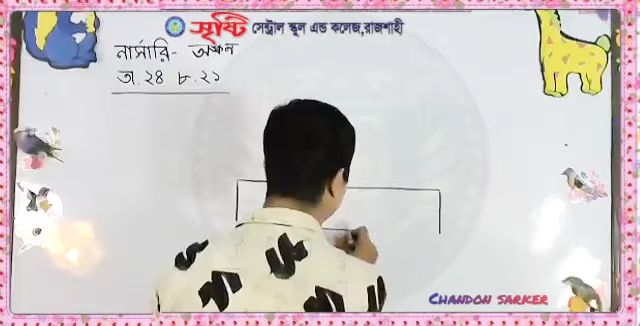 সৃষ্টি সেন্ট্রাল স্কুল এন্ড কলেজ,রাজশাহী
নার্সারি- অঙ্কন
তা. ২৪ ৮. ২১
CHANDON SARKER